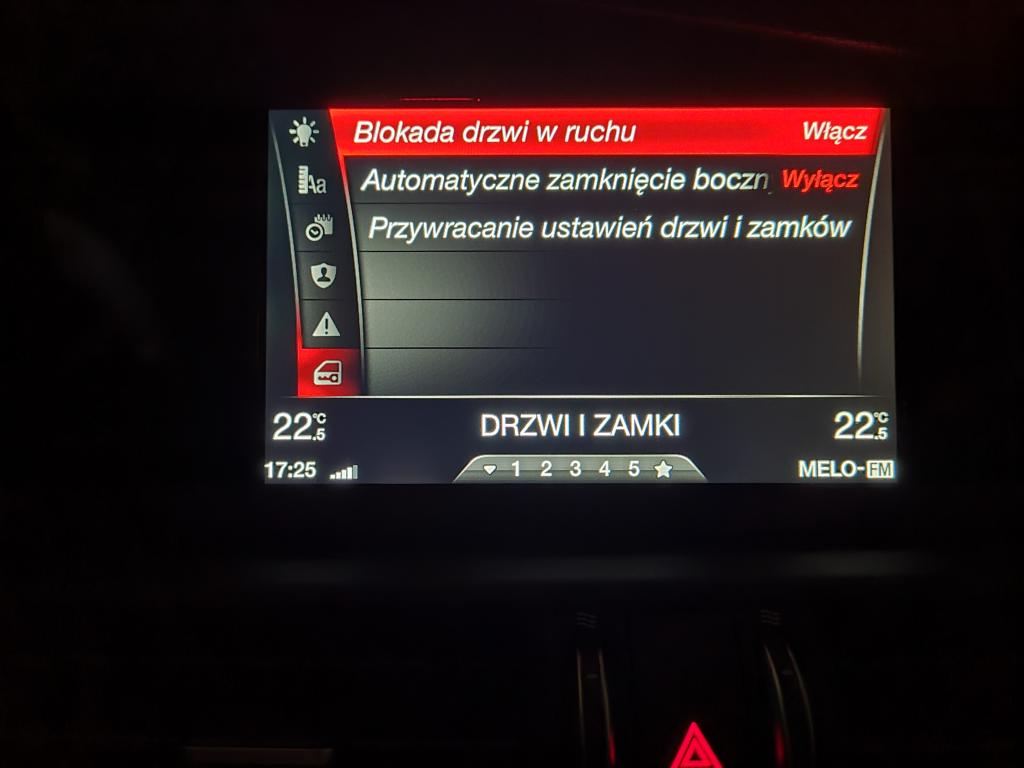 Blokada drzwi w ruchu Włącz
Aa Automatyczne zamknięcie boczn Wyłącz
Przywracanie ustawień drzwi i zamków
22.5°C DRZWI I ZAMKI 22.5°C
17:25 1 2 3 4 5 MELO-FM